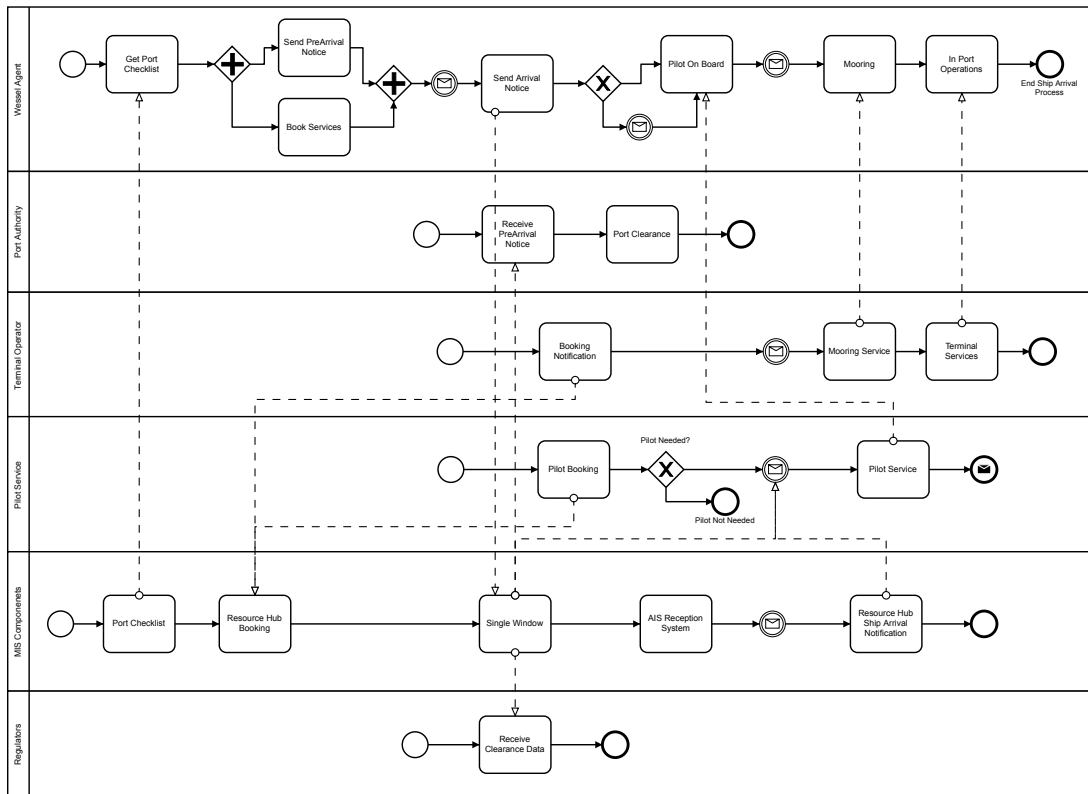 Wessel Agent
Get Port
Checklist
Send PreArrival
Notice
Book Services
Send Arrival
Notice
Pilot On Board
Mooring
In Port
Operations
End Ship Arrival
Process
Port Authority
Receive
PreArrival
Notice
Port Clearance
Terminal Operator
Booking
Notification
Mooring Service
Terminal
Services
Pilot Service
Pilot Booking
Pilot Needed?
Pilot Not Needed
Pilot Service
MIS Componenets
Port Checklist
Resource Hub
Booking
Single Window
AIS Reception
System
Resource Hub
Ship Arrival
Notification
Regulators
Receive
Clearance Data